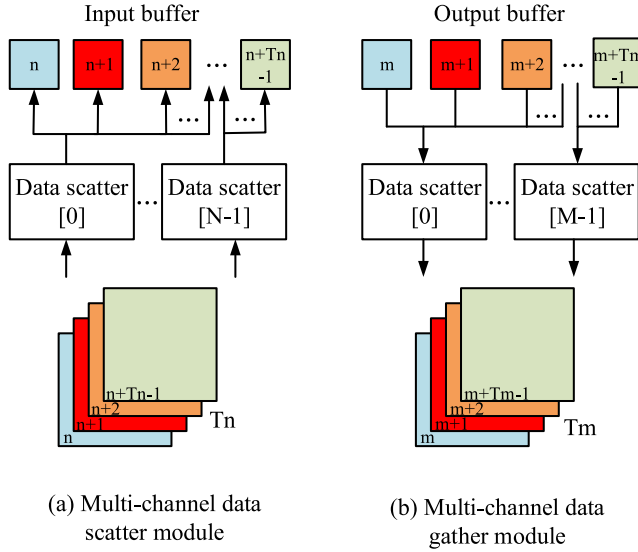 Input buffer
n
n+1
n+2
...
n+Tn
-1
...
...
Data scatter
[0]
...
Data scatter
[N-1]
n+Tn-1
n+2
n+1
n
Tn
(a) Multi-channel data
scatter module
Output buffer
m
m+1
m+2
...
m+Tm
-1
...
...
Data scatter
[0]
...
Data scatter
[M-1]
m+Tm-1
m+2
m+1
m
Tm
(b) Multi-channel data
gather module